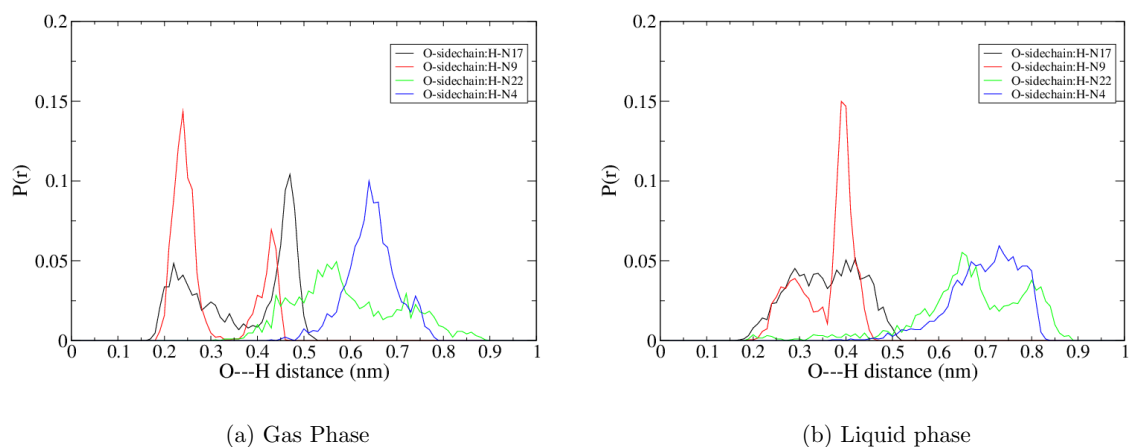 0.2
0.15
0.1
0.05
0
P(r)
O-sidechain:H-N17
O-sidechain:H-N9
O-sidechain:H-N22
O-sidechain:H-N4
0 0.1 0.2 0.3 0.4 0.5 0.6 0.7 0.8 0.9 1
O---H distance (nm)
(a) Gas Phase
0.2
0.15
0.1
0.05
0
P(r)
O-sidechain:H-N17
O-sidechain:H-N9
O-sidechain:H-N22
O-sidechain:H-N4
0 0.1 0.2 0.3 0.4 0.5 0.6 0.7 0.8 0.9 1
O---H distance (nm)
(b) Liquid phase